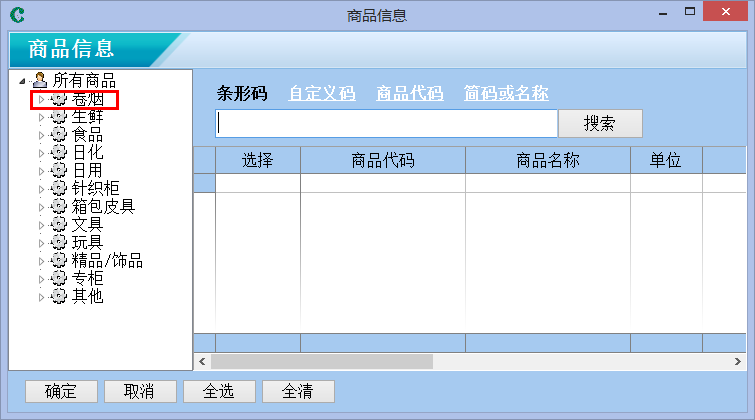 商品信息
商品信息
所有商品
卷烟
生鲜
食品
日化
日用
针织柜
箱包皮具
文具
玩具
精品/饰品
专柜
其他
条形码 自定义码 商品代码 简码或名称
搜索
选择 商品代码 商品名称 单位
确定 取消 全选 全清